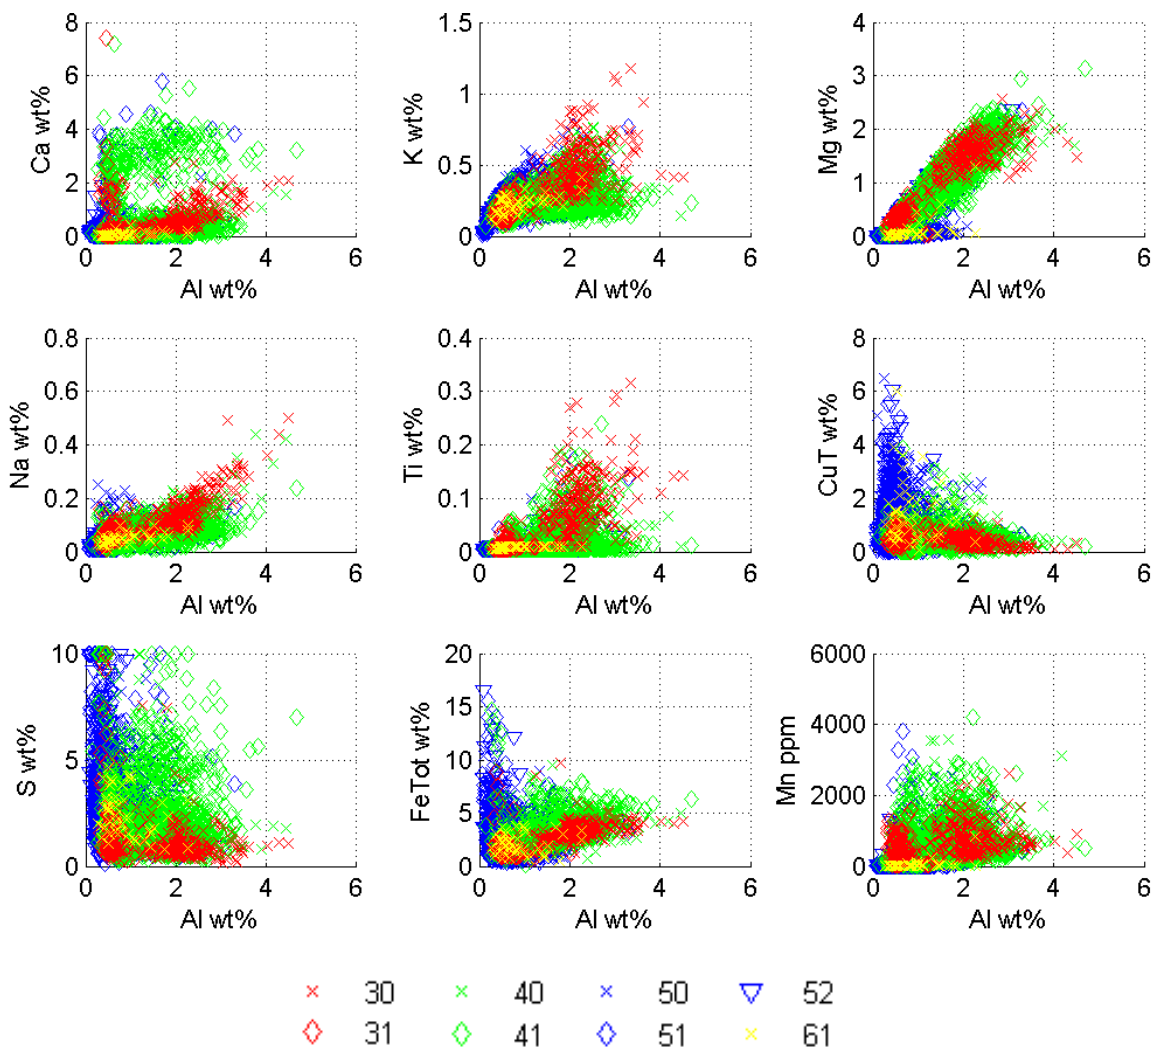 8 6 4 2 0
Ca wt%
0 2 4 6
Al wt%
1.5 1 0.5 0
K wt%
0 2 4 6
Al wt%
4 3 2 1 0
Mg wt%
0 2 4 6
Al wt%
0.8 0.6 0.4 0.2 0
Na wt%
0 2 4 6
Al wt%
0.4 0.3 0.2 0.1 0
Ti wt%
0 2 4 6
Al wt%
8 6 4 2 0
CuT wt%
0 2 4 6
Al wt%
10 5 0
S wt%
0 2 4 6
Al wt%
20 15 10 5 0
FeTot wt%
0 2 4 6
Al wt%
6000 4000 2000 0
Mn ppm
0 2 4 6
Al wt%
30 40 50 52
31 41 51 61